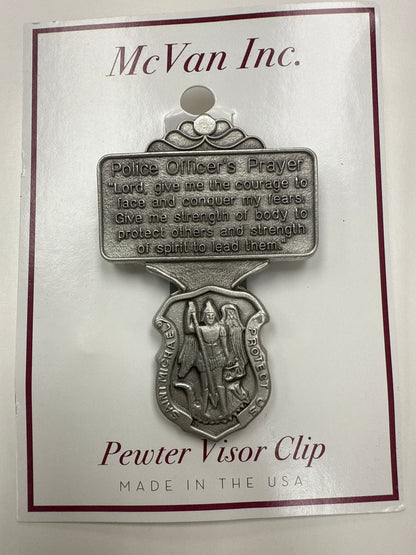 McVan Inc.
Police Officer's Prayer
"Lord, give me the courage to
face and conquer my fears.
Give me strength of body to
protect others and strength
of spirit to lead them."
SAINT MICHAEL PROTECT US
Pewter Visor Clip
MADE IN THE USA